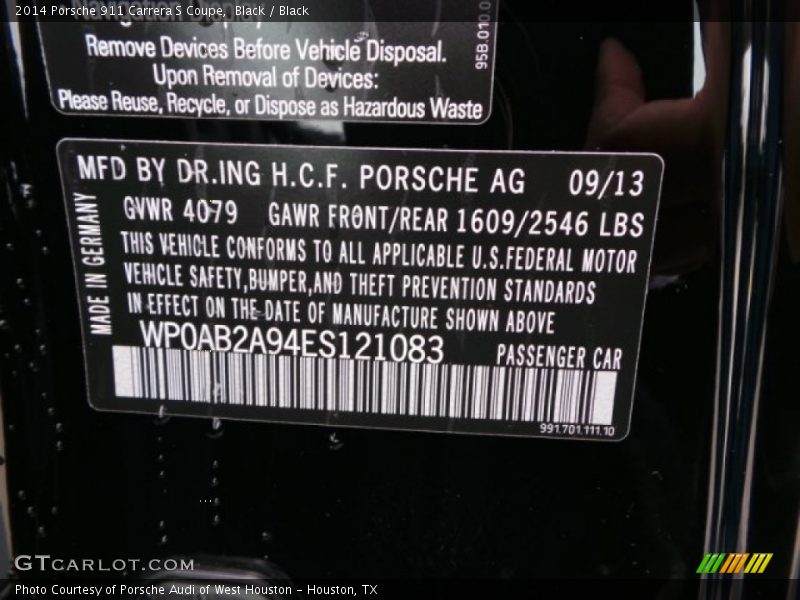 2014 Porsche 911 Carrera S Coupe, Black / Black
Remove Devices Before Vehicle Disposal.
Upon Removal of Devices:
Please Reuse, Recycle, or Dispose as Hazardous Waste
95B.010.0
MFD BY DR.ING H.C.F. PORSCHE AG 09/13
GVWR 4079 GAWR FRONT/REAR 1609/2546 LBS
THIS VEHICLE CONFORMS TO ALL APPLICABLE U.S.FEDERAL MOTOR
VEHICLE SAFETY,BUMPER,AND THEFT PREVENTION STANDARDS
IN EFFECT ON THE DATE OF MANUFACTURE SHOWN ABOVE
MADE IN GERMANY
WP0AB2A94ES121083
PASSENGER CAR
991.701.111.10
GTcarlot.com
Photo Courtesy of Porsche Audi of West Houston - Houston, TX